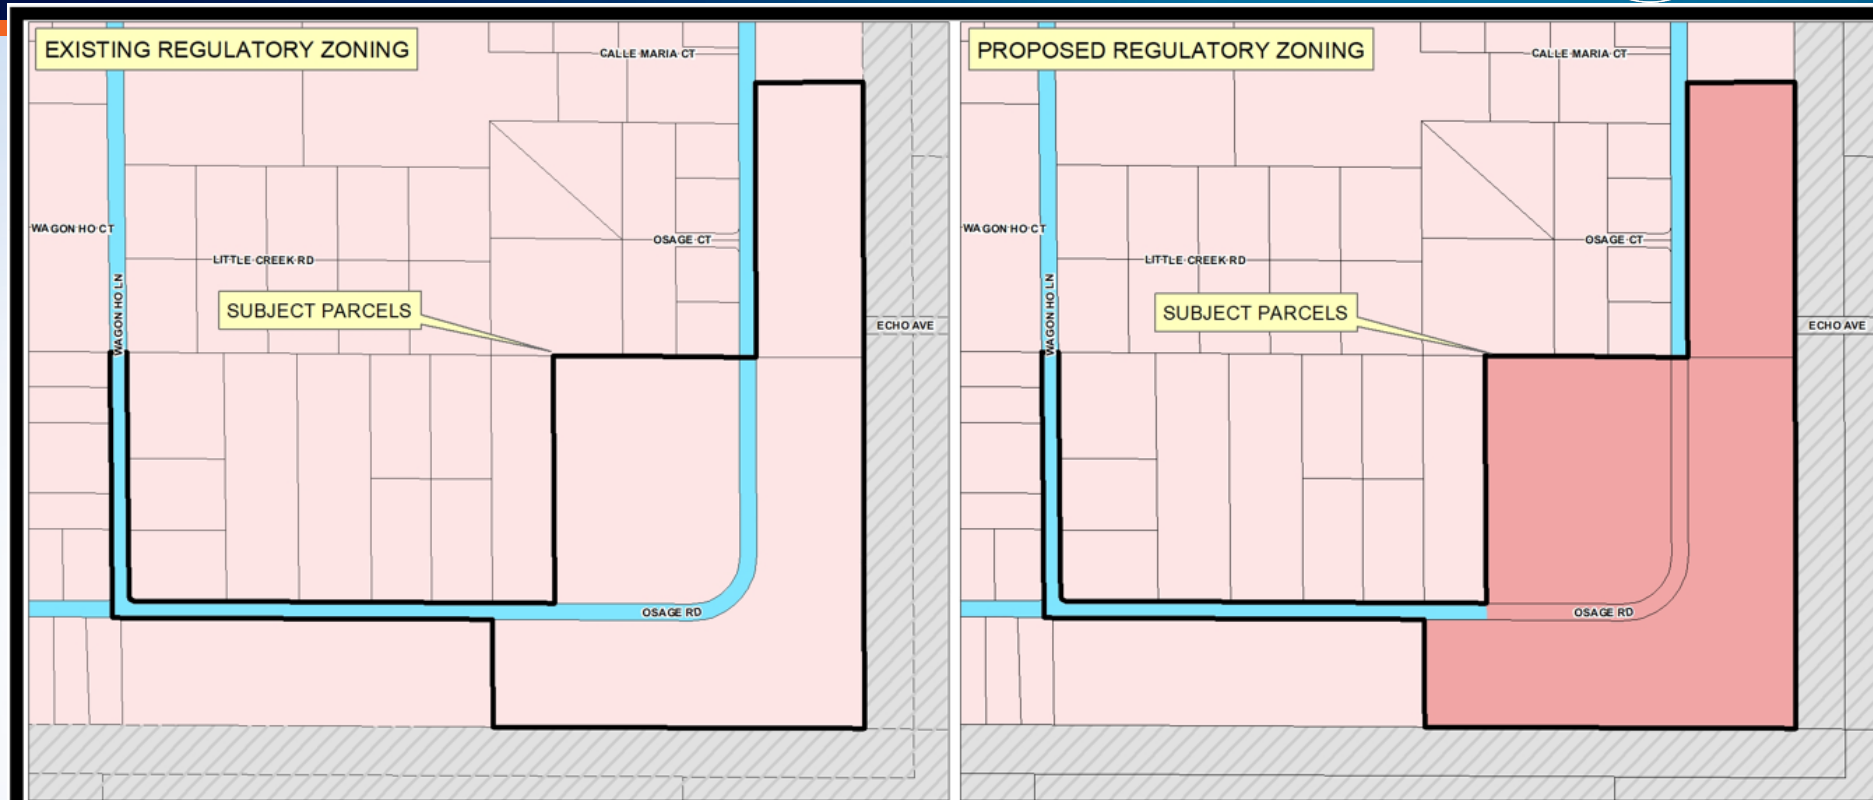 EXISTING REGULATORY ZONING
CALLE MARIA CT
WAGON HO CT
OSAGE CT
LITTLE CREEK RD
WAGON HO LN
SUBJECT PARCELS
ECHO AVE
OSAGE RD
PROPOSED REGULATORY ZONING
CALLE MARIA CT
WAGON HO CT
OSAGE CT
LITTLE CREEK RD
WAGON HO LN
SUBJECT PARCELS
ECHO AVE
OSAGE RD